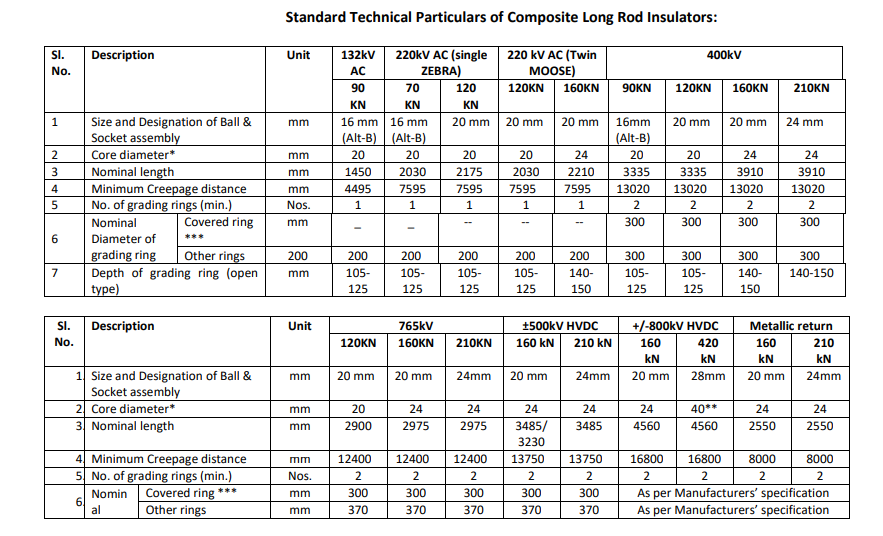 Standard Technical Particulars of Composite Long Rod Insulators:
Sl. No. | Description | Unit | 132kV AC | 220kV AC (single ZEBRA) | 220 kV AC (Twin MOOSE) | 400kV
90 KN | 70 KN | 120 KN | 120KN | 160KN | 90KN | 120KN | 160KN | 210KN
1 | Size and Designation of Ball & Socket assembly | mm | 16 mm (Alt-B) | 16 mm (Alt-B) | 20 mm | 20 mm | 20 mm | 16mm (Alt-B) | 20 mm | 20 mm | 24 mm
2 | Core diameter* | mm | 20 | 20 | 20 | 20 | 24 | 20 | 20 | 24 | 24
3 | Nominal length | mm | 1450 | 2030 | 2175 | 2030 | 2210 | 3335 | 3335 | 3910 | 3910
4 | Minimum Creepage distance | mm | 4495 | 7595 | 7595 | 7595 | 7595 | 13020 | 13020 | 13020 | 13020
5 | No. of grading rings (min.) | Nos. | 1 | 1 | 1 | 1 | 1 | 2 | 2 | 2 | 2
6 | Nominal Diameter of grading ring | Covered ring *** | mm | _ | _ | -- | -- | -- | 300 | 300 | 300 | 300
Other rings | 200 | 200 | 200 | 200 | 200 | 200 | 300 | 300 | 300 | 300
7 | Depth of grading ring (open type) | mm | 105-125 | 105-125 | 105-125 | 105-125 | 140-150 | 105-125 | 105-125 | 140-150 | 140-150
Sl. No. | Description | Unit | 765kV | ±500kV HVDC | +/-800kV HVDC | Metallic return
120KN | 160KN | 210KN | 160 kN | 210 kN | 160 kN | 420 kN | 160 kN | 210 kN
1. | Size and Designation of Ball & Socket assembly | mm | 20 mm | 20 mm | 24mm | 20 mm | 24mm | 20 mm | 28mm | 20 mm | 24mm
2. | Core diameter* | mm | 20 | 24 | 24 | 24 | 24 | 24 | 40** | 24 | 24
3. | Nominal length | mm | 2900 | 2975 | 2975 | 3485/ 3230 | 3485 | 4560 | 4560 | 2550 | 2550
4. | Minimum Creepage distance | mm | 12400 | 12400 | 12400 | 13750 | 13750 | 16800 | 16800 | 8000 | 8000
5. | No. of grading rings (min.) | Nos. | 2 | 2 | 2 | 2 | 2 | 2 | 2 | 2 | 2
6. | Nomin al | Covered ring *** | mm | 300 | 300 | 300 | 300 | 300 | As per Manufacturers’ specification
Other rings | mm | 370 | 370 | 370 | 370 | 370 | As per Manufacturers’ specification